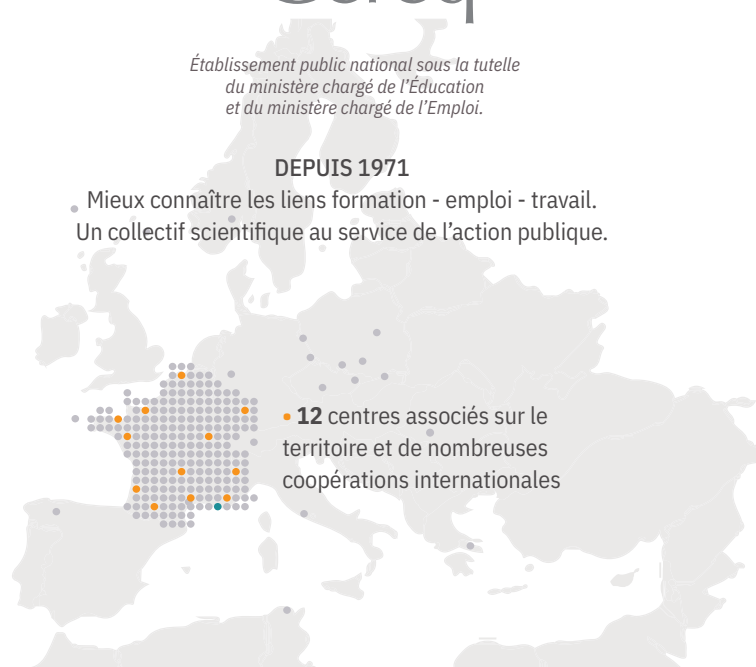 Établissement public national sous la tutelle
du ministère chargé de l'Éducation
et du ministère chargé de l'Emploi.
DEPUIS 1971
Mieux connaître les liens formation - emploi - travail.
Un collectif scientifique au service de l'action publique.
• 12 centres associés sur le
territoire et de nombreuses
coopérations internationales